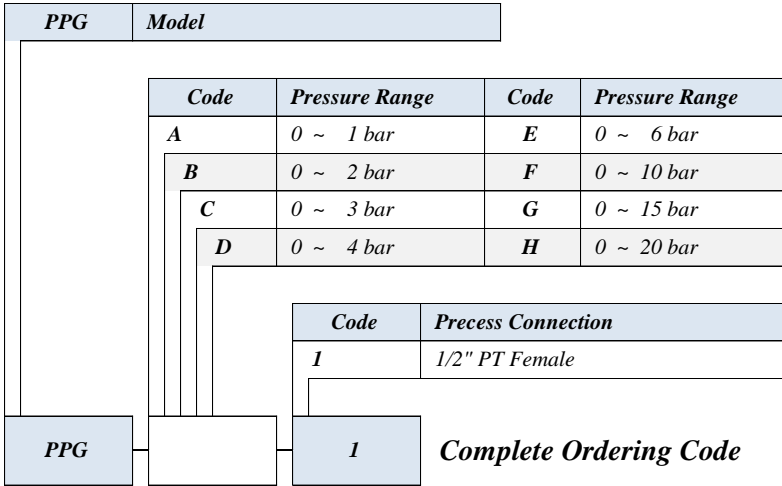 PPG Model
Code Pressure Range Code Pressure Range
A 0 ~ 1 bar E 0 ~ 6 bar
B 0 ~ 2 bar F 0 ~ 10 bar
C 0 ~ 3 bar G 0 ~ 15 bar
D 0 ~ 4 bar H 0 ~ 20 bar
Code Precess Connection
1 1/2" PT Female
PPG 1 Complete Ordering Code